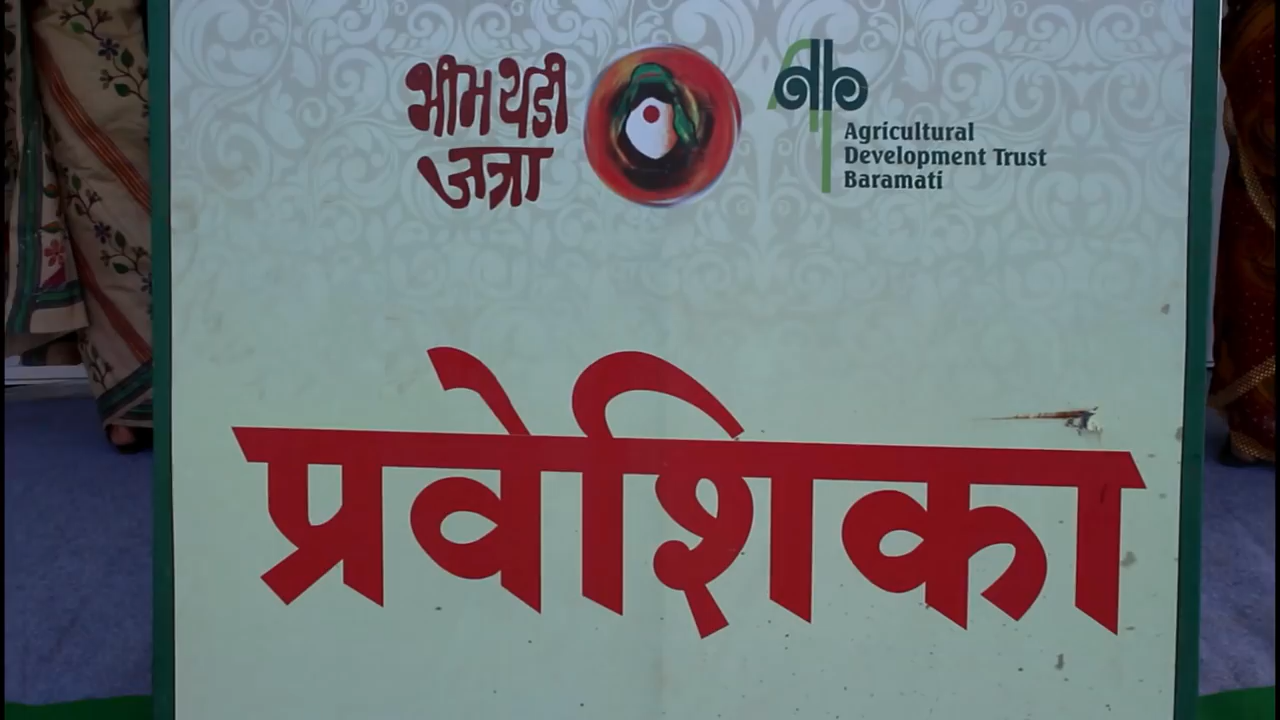 भीमथडी
जत्रा
Agricultural
Development Trust
Baramati
प्रवेशिका